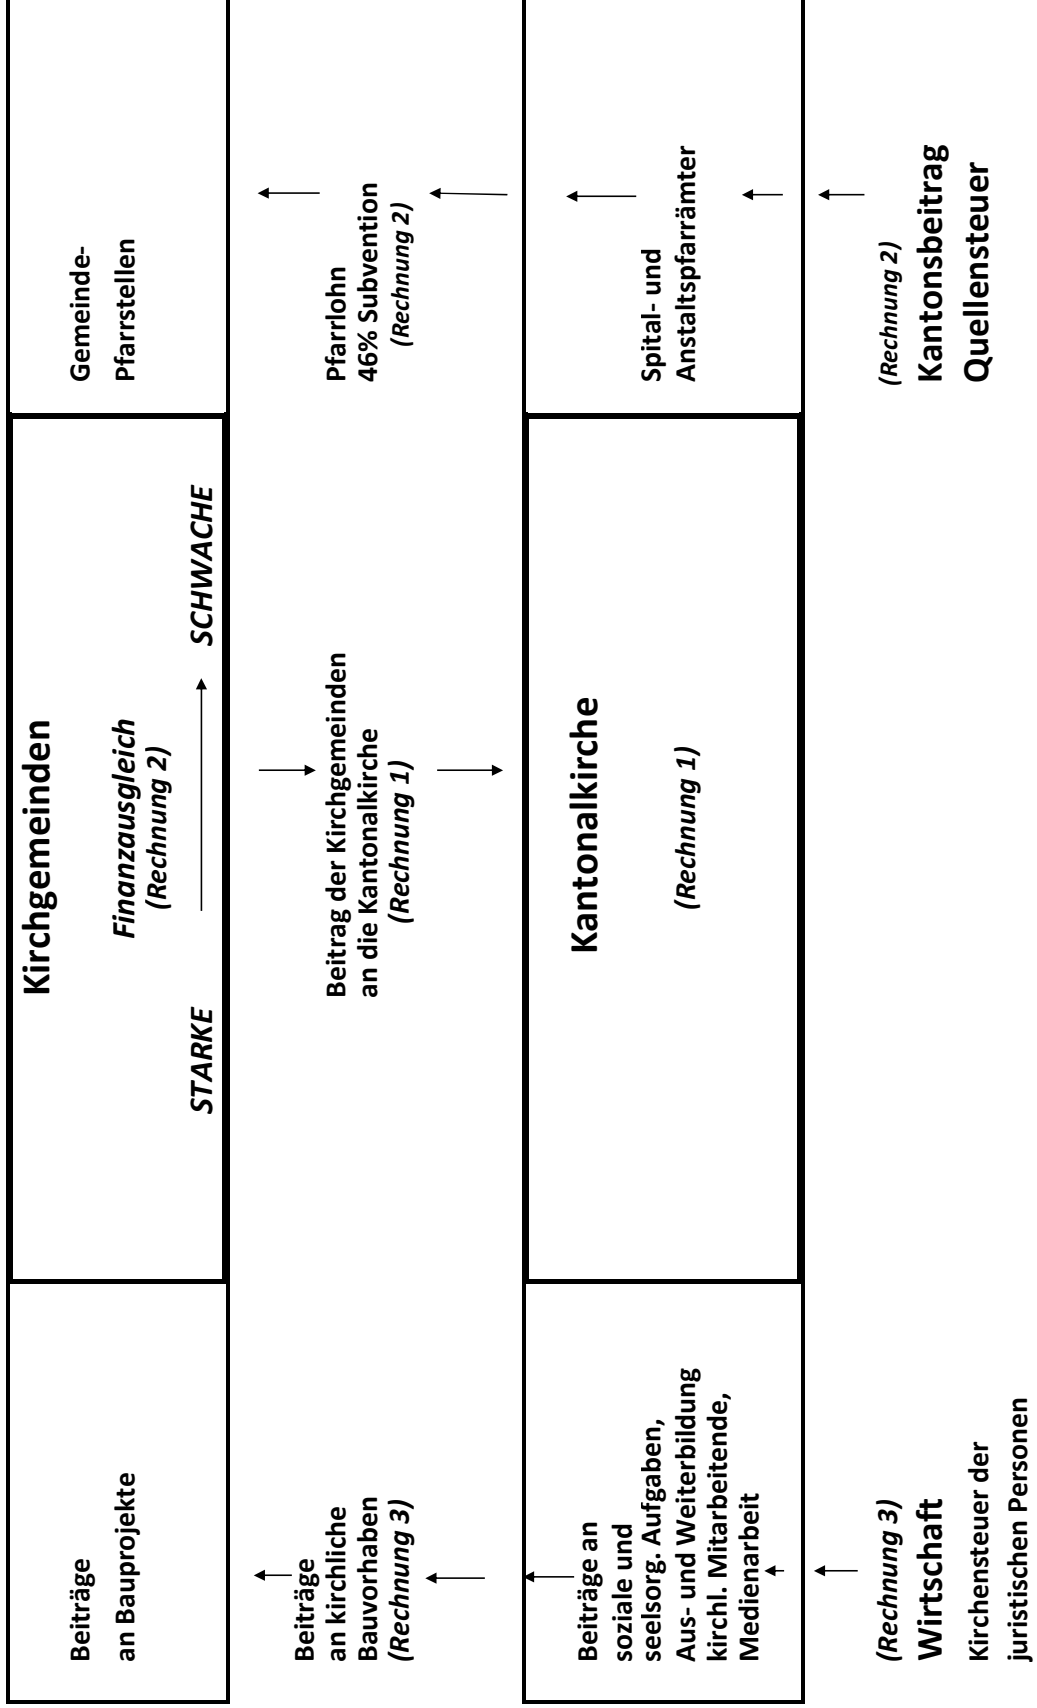 Kirchgemeinden
Beiträge
an Bauprojekte
Finanzausgleich
(Rechnung 2)
STARKE
SCHWACHE
Gemeinde-
Pfarrstellen
Beiträge
an kirchliche
Bauvorhaben
(Rechnung 3)
Beitrag der Kirchgemeinden
an die Kantonalkirche
(Rechnung 1)
Pfarrlohn
46% Subvention
(Rechnung 2)
Beiträge an
soziale und
seelsorg. Aufgaben,
Aus- und Weiterbildung
kirchl. Mitarbeitende,
Medienarbeit
Kantonalkirche
(Rechnung 1)
Spital- und
Anstaltspfarrämter
(Rechnung 3)
Wirtschaft
Kirchensteuer der
juristischen Personen
(Rechnung 2)
Kantonsbeitrag
Quellensteuer